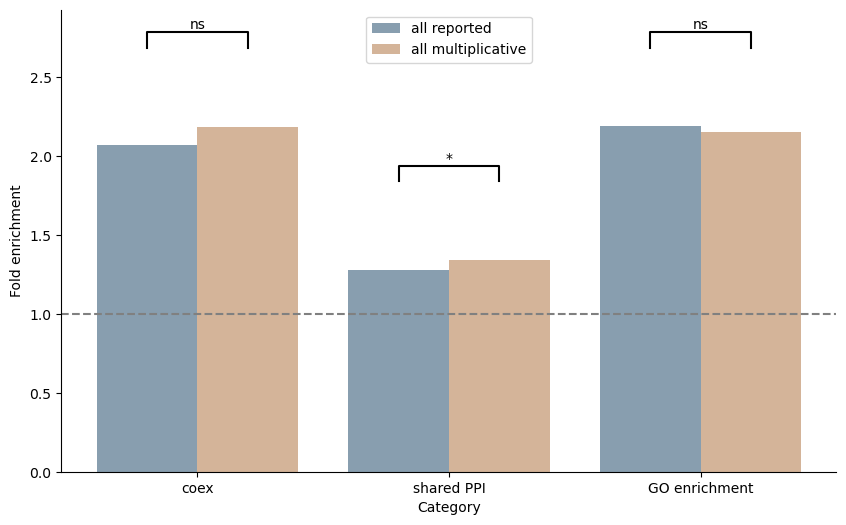 ns
ns
all reported
all multiplicative
*
2.5
2.0
1.5
1.0
0.5
0.0
Fold enrichment
coex
shared PPI
GO enrichment
Category